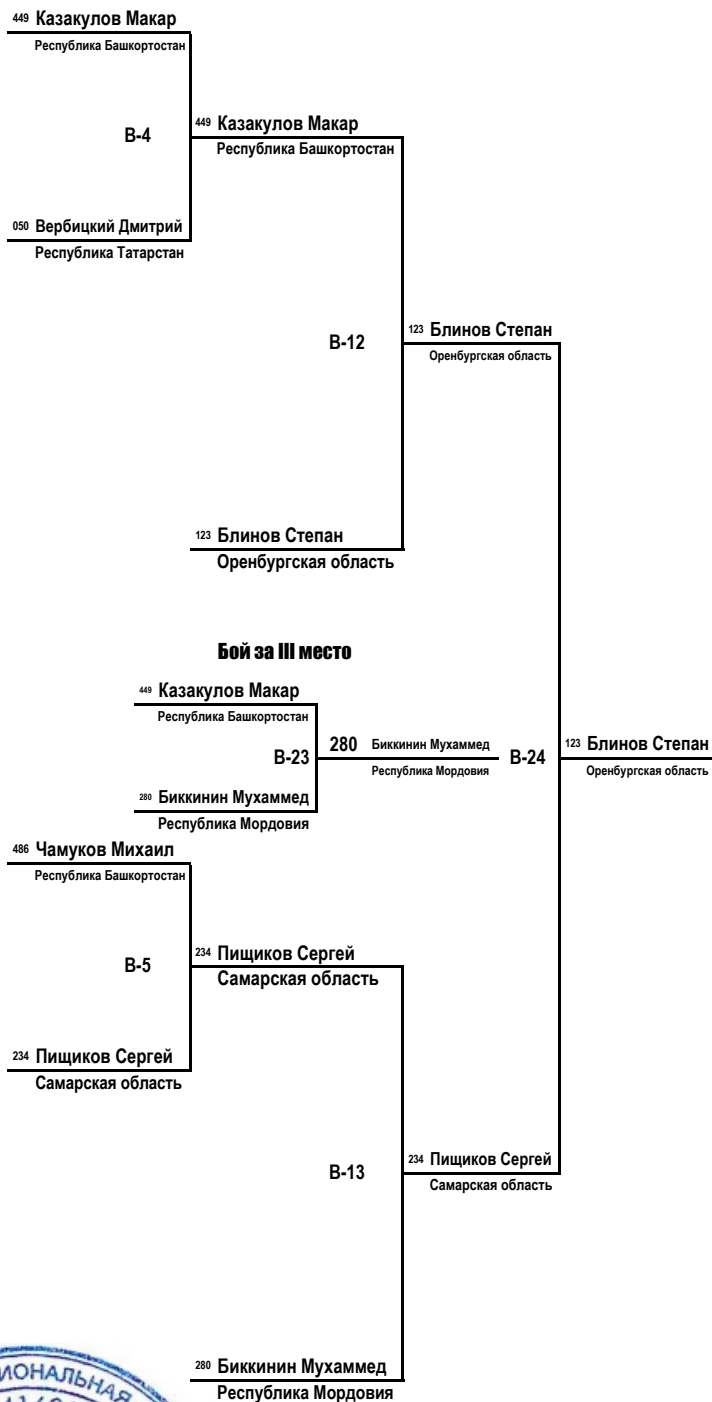 449 Казакулов Макар
Республика Башкортостан
В-4
449 Казакулов Макар
Республика Башкортостан
050 Вербицкий Дмитрий
Республика Татарстан
В-12
123 Блинов Степан
Оренбургская область
123 Блинов Степан
Оренбургская область
Бой за III место
449 Казакулов Макар
Республика Башкортостан
В-23
280 Биккинин Мухаммед
Республика Мордовия
В-24
123 Блинов Степан
Оренбургская область
280 Биккинин Мухаммед
Республика Мордовия
486 Чамуков Михаил
Республика Башкортостан
В-5
234 Пищиков Сергей
Самарская область
234 Пищиков Сергей
Самарская область
В-13
234 Пищиков Сергей
Самарская область
280 Биккинин Мухаммед
Республика Мордовия